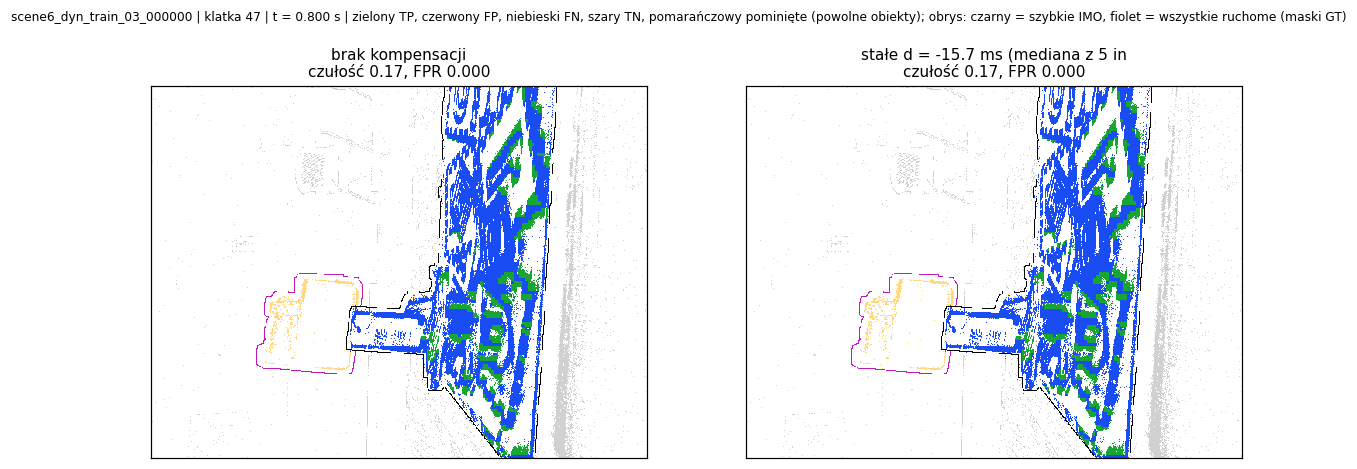 scene6_dyn_train_03_000000 | klatka 47 | t = 0.800 s | zielony TP, czerwony FP, niebieski FN, szary TN, pomarańczowy pominięte (powolne obiekty); obrys: czarny = szybkie IMO, fiolet = wszystkie ruchome (maski GT)
brak kompensacji
czułość 0.17, FPR 0.000
stałe d = -15.7 ms (mediana z 5 in
czułość 0.17, FPR 0.000